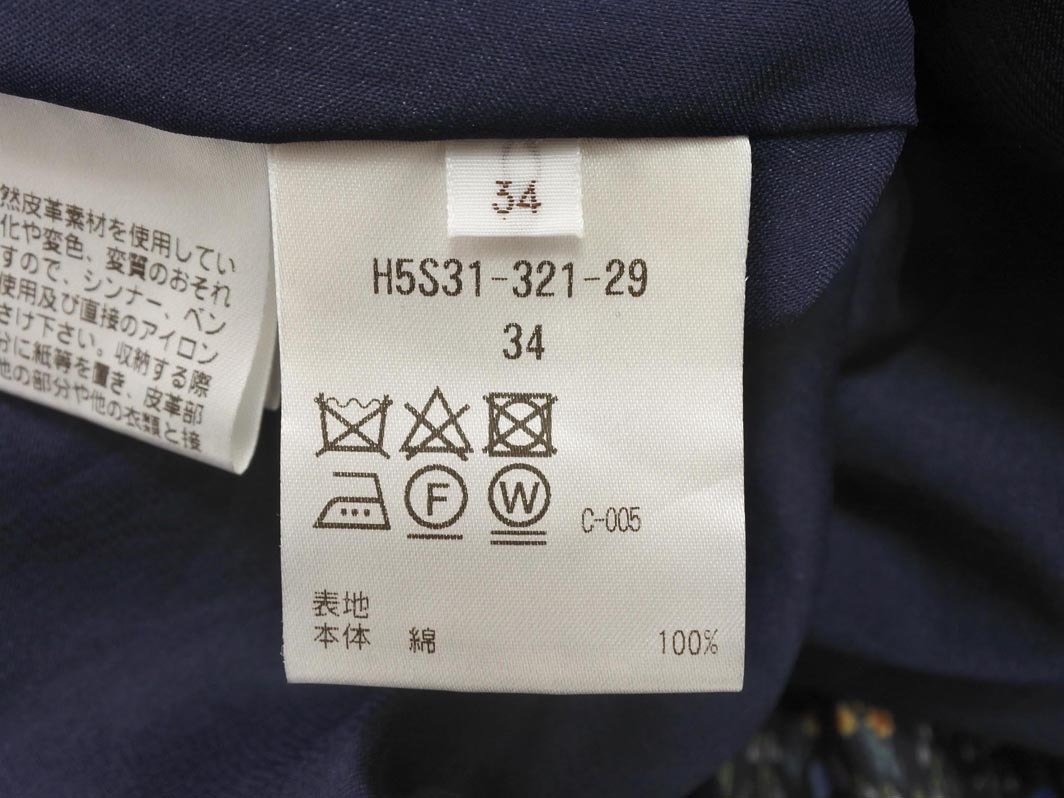 然皮革素材を使用してい
化や変色、変質のおそれ
すので、シンナー、ベン
使用及び直接のアイロン
さけ下さい。収納する際
分に紙等を置き、皮革部
他の部分や他の衣類と接
34
H5S31-321-29
34
F
W
C-005
表地
本体 綿 100%